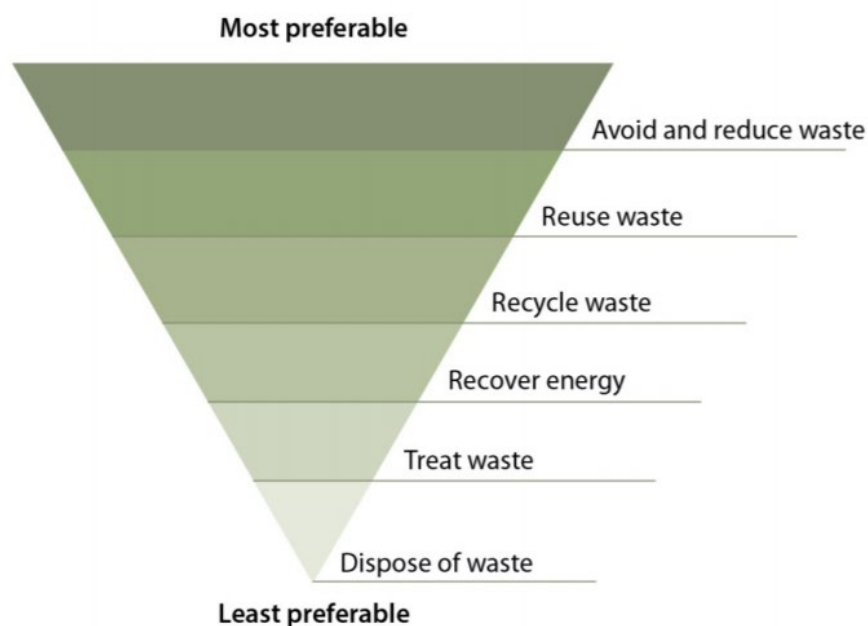 Most preferable
Avoid and reduce waste
Reuse waste
Recycle waste
Recover energy
Treat waste
Dispose of waste
Least preferable